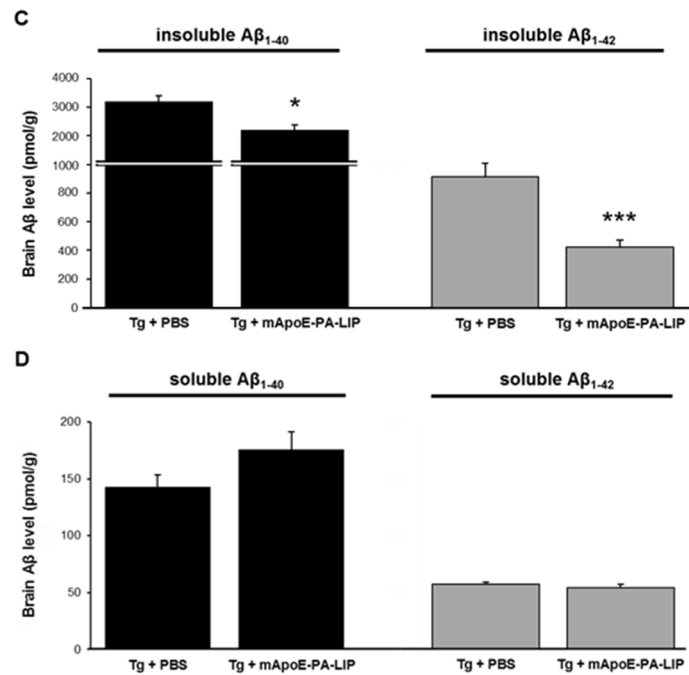 C
insoluble Aβ₁₋₄₀ insoluble Aβ₁₋₄₂
Brain Aβ level (pmol/g)
4000
3000
2000
1000
800
600
400
200
0
*
***
Tg + PBS Tg + mApoE-PA-LIP Tg + PBS Tg + mApoE-PA-LIP
D
soluble Aβ₁₋₄₀ soluble Aβ₁₋₄₂
Brain Aβ level (pmol/g)
200
150
100
50
0
Tg + PBS Tg + mApoE-PA-LIP Tg + PBS Tg + mApoE-PA-LIP